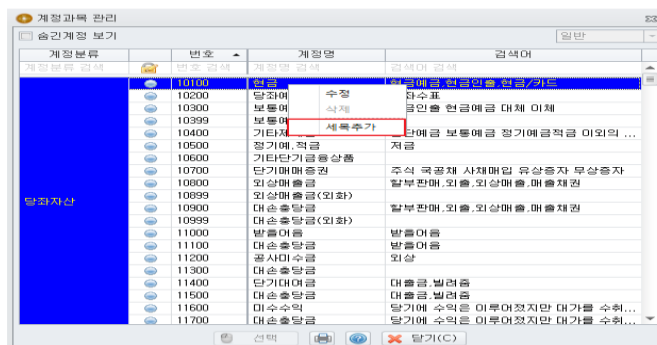 계정과목 관리
숨긴계정 보기 일반
계정분류 번호 계정명 검색어
계정분류 검색 번호 검색 계정명 검색 검색어 검색
10100 현금 현금예금,현금인출,현금/카드
10200 당좌예 좌수표
수정
10300 보통예 금인출 현금예금 대체 이체
삭제
10399 보통예
세목추가
10400 기타제 단예금 보통예금 정기예금적금 이외의 ...
10500 정기예,적금 저금
10600 기타단기금융상품
10700 단기매매증권 주식 국공채 사채매입 유상증자 무상증자
10800 외상매출금 할부판매,외출,외상매출,매출채권
10899 외상매출금(외화)
당좌자산
10900 대손충당금 할부판매,외출,외상매출,매출채권
10999 대손충당금(외화)
11000 받을어음 받을어음
11100 대손충당금 받을어음
11200 공사미수금 외상
11300 대손충당금
11400 단기대여금 대출금,빌려줌
11500 대손충당금 대출금,빌려줌
11600 미수수익 당기에 수익은 이루어졌지만 대가를 수취...
11700 대손충당금 당기에 수익은 이루어졌지만 대가를 수취...
선택 닫기(C)